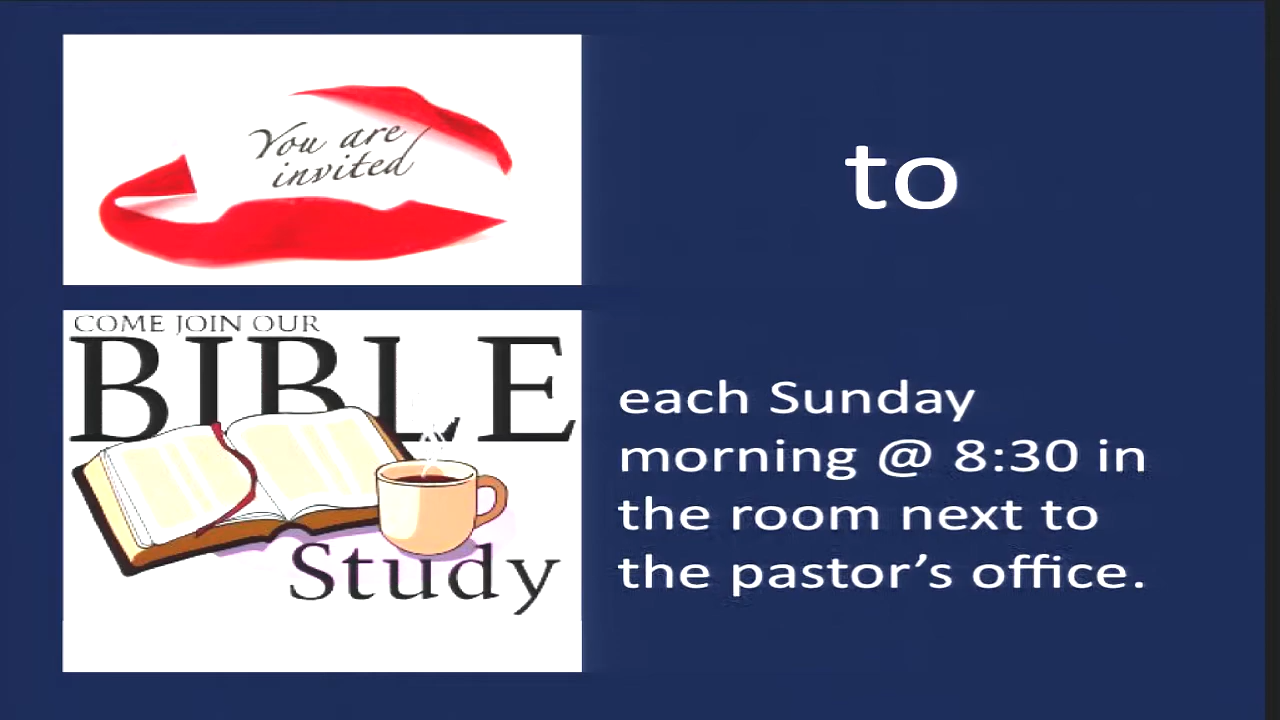 You are
invited
to
COME JOIN OUR
BIBLE
Study
each Sunday
morning @ 8:30 in
the room next to
the pastor’s office.